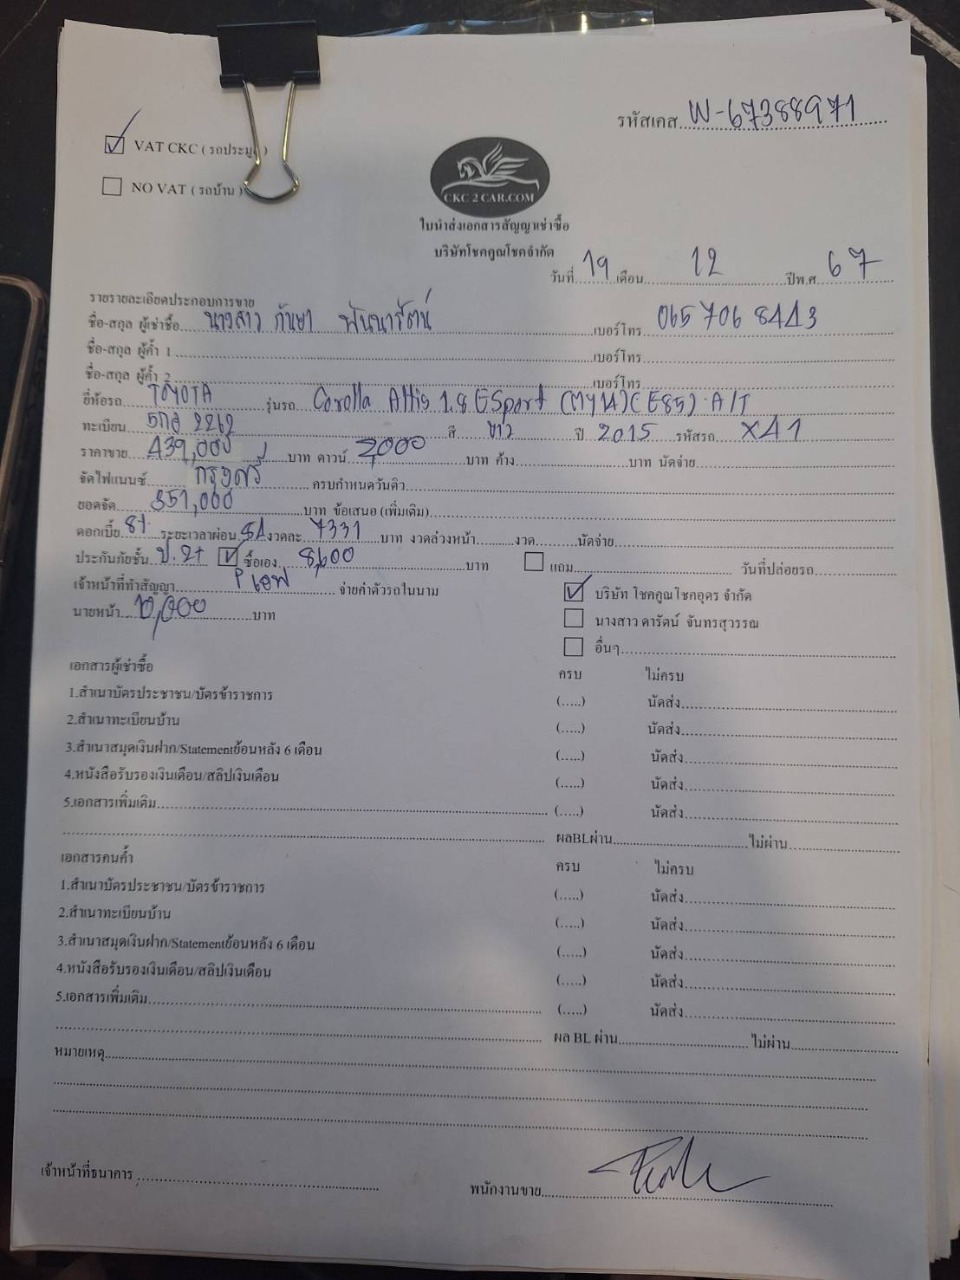 รหัสเคส W-67388971
VAT CKC ( รถประมูล )
NO VAT ( รถบ้าน )
CKC 2 CAR.COM
ใบนำส่งเอกสารสัญญาเช่าซื้อ
บริษัทโชคคูณโชคจำกัด
วันที่ 19 เดือน 12 ปีพ.ศ 67
รายรายละเอียดประกอบการขาย
ชื่อ-สกุล ผู้เช่าซื้อ นางสาว กันษา พันนารัตน์ เบอร์โทร 065 706 8443
ชื่อ-สกุล ผู้ค้ำ 1 เบอร์โทร
ชื่อ-สกุล ผู้ค้ำ 2 เบอร์โทร
ยี่ห้อรถ TOYOTA รุ่นรถ Corolla Altis 1.8 E Sport (MY14)(E85) A/T
ทะเบียน 5กอ 2262 สี ขาว ปี 2015 รหัสรถ X41
ราคาขาย 439,000 บาท ดาวน์ 2000 บาท ค้าง บาท นัดจ่าย
จัดไฟแนนซ์ กรุงศรี ครบกำหนดวันคิว
ยอดจัด 351,000 บาท ข้อเสนอ (เพิ่มเติม)
ดอกเบี้ย 8% ระยะเวลาผ่อน 84 งวดละ 7331 บาท งวดล่วงหน้า งวด นัดจ่าย
ประกันภัยชั้น ป.2+ ซื้อเอง 8,600 บาท แถม วันที่ปล่อยรถ
เจ้าหน้าที่ทำสัญญา P เอฟ จ่ายค่าตัวรถในนาม บริษัท โชคคูณโชคอุดร จำกัด
นายหน้า 10,000 บาท นางสาว ดารัตน์ จันทรสุวรรณ
อื่นๆ
เอกสารผู้เช่าซื้อ ครบ ไม่ครบ
1.สำเนาบัตรประชาชน/บัตรข้าราชการ (.....) นัดส่ง
2.สำเนาทะเบียนบ้าน (.....) นัดส่ง
3.สำเนาสมุดเงินฝาก/Statementย้อนหลัง 6 เดือน (.....) นัดส่ง
4.หนังสือรับรองเงินเดือน/สลิปเงินเดือน (.....) นัดส่ง
5.เอกสารเพิ่มเติม (.....) นัดส่ง
ผลBLผ่าน ไม่ผ่าน
เอกสารคนค้ำ ครบ ไม่ครบ
1.สำเนาบัตรประชาชน/บัตรข้าราชการ (.....) นัดส่ง
2.สำเนาทะเบียนบ้าน (.....) นัดส่ง
3.สำเนาสมุดเงินฝาก/Statementย้อนหลัง 6 เดือน (.....) นัดส่ง
4.หนังสือรับรองเงินเดือน/สลิปเงินเดือน (.....) นัดส่ง
5.เอกสารเพิ่มเติม (.....) นัดส่ง
ผล BL ผ่าน ไม่ผ่าน
หมายเหตุ
เจ้าหน้าที่ธนาคาร พนักงานขาย